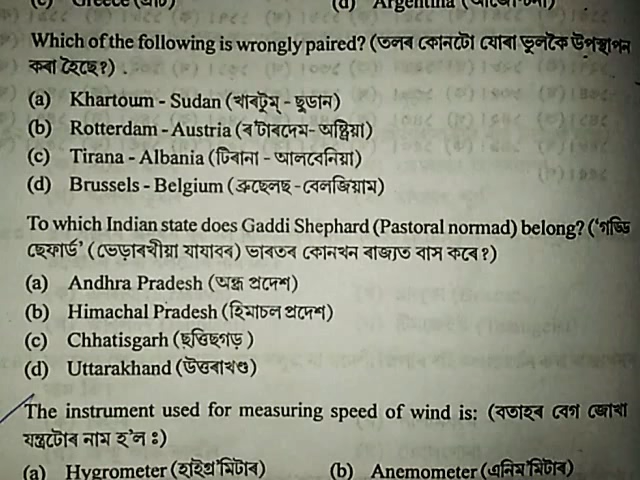 (c) Greece (গ্ৰীচ) (d) Argentina (আর্জেণ্টিনা)
Which of the following is wrongly paired? (তলৰ কোনটো যোৰা ভুলকৈ উপস্থাপন
কৰা হৈছে?)
(a) Khartoum - Sudan (খাৰটুম্ - ছুডান)
(b) Rotterdam - Austria (ৰ'টাৰদেম- অষ্ট্ৰিয়া)
(c) Tirana - Albania (টিৰানা - আলবেনিয়া)
(d) Brussels - Belgium (ব্ৰুছেলছ -বেলজিয়াম)
To which Indian state does Gaddi Shephard (Pastoral normad) belong? ('গড্ডি
ছেফাৰ্ড' (ভেড়াৰখীয়া যাযাবৰ) ভাৰতৰ কোনখন ৰাজ্যত বাস কৰে?)
(a) Andhra Pradesh (অন্ধ্ৰ প্ৰদেশ)
(b) Himachal Pradesh (হিমাচল প্ৰদেশ)
(c) Chhatisgarh (ছত্তিছগড়)
(d) Uttarakhand (উত্তৰাখণ্ড)
The instrument used for measuring speed of wind is: (বতাহৰ বেগ জোখা
যন্ত্ৰটোৰ নাম হ'ল ঃ)
(a) Hygrometer (হাইগ্ৰ'মিটাৰ) (b) Anemometer (এনিম'মিটাৰ)